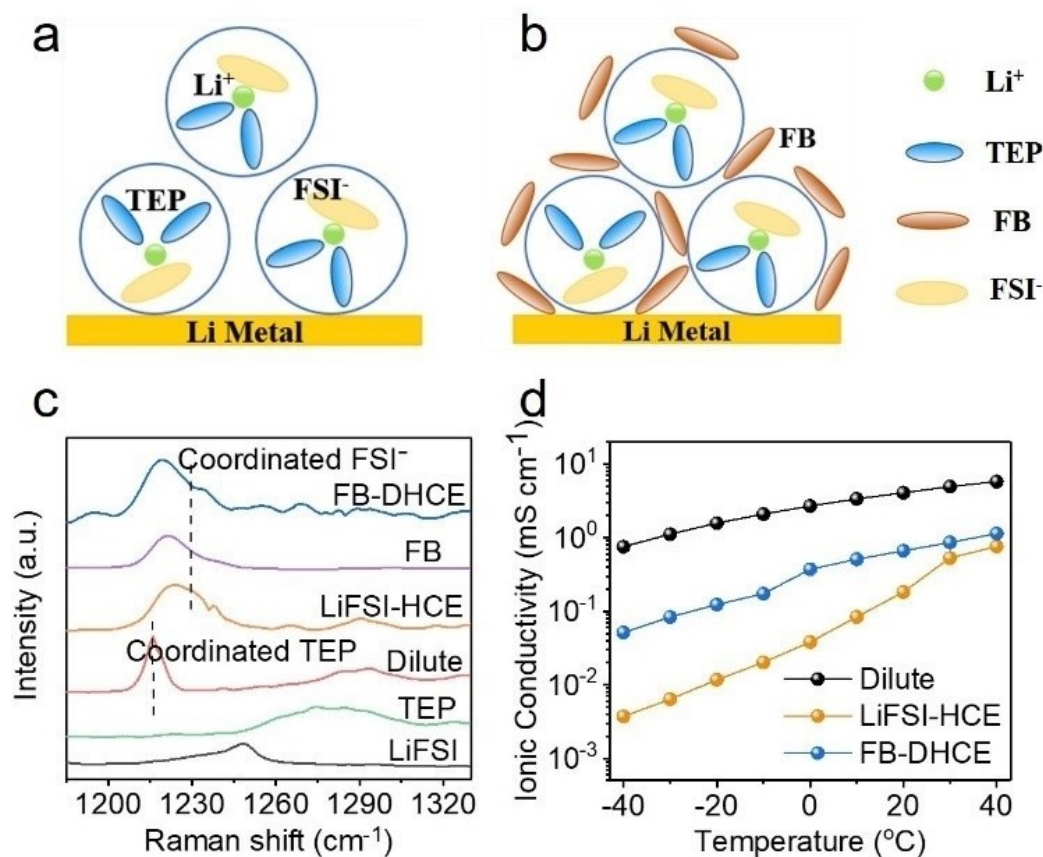 a
Li⁺
TEP
FSI⁻
Li Metal
b
FB
Li Metal
Li⁺
TEP
FB
FSI⁻
c
Coordinated FSI⁻
FB-DHCE
FB
LiFSI-HCE
Coordinated TEP
Dilute
TEP
LiFSI
Intensity (a.u.)
1200 1230 1260 1290 1320
Raman shift (cm⁻¹)
d
Ionic Conductivity (mS cm⁻¹)
10¹
10⁰
10⁻¹
10⁻²
10⁻³
Dilute
LiFSI-HCE
FB-DHCE
-40 -20 0 20 40
Temperature (ºC)